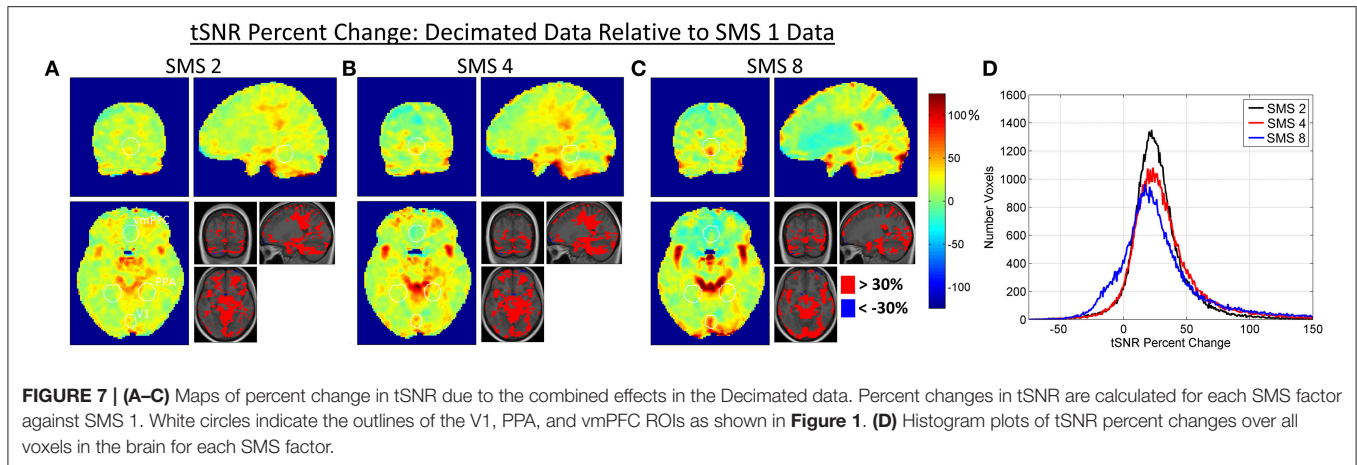 tSNR Percent Change: Decimated Data Relative to SMS 1 Data
A SMS 2 B SMS 4 C SMS 8 D
vmPFC
PPA
V1
100 %
50
0
-50
-100
> 30%
< -30%
Number Voxels
1600
1400
1200
1000
800
600
400
200
0
-50 0 50 100 150
tSNR Percent Change
SMS 2
SMS 4
SMS 8
FIGURE 7 | (A–C) Maps of percent change in tSNR due to the combined effects in the Decimated data. Percent changes in tSNR are calculated for each SMS factor
against SMS 1. White circles indicate the outlines of the V1, PPA, and vmPFC ROIs as shown in Figure 1. (D) Histogram plots of tSNR percent changes over all
voxels in the brain for each SMS factor.